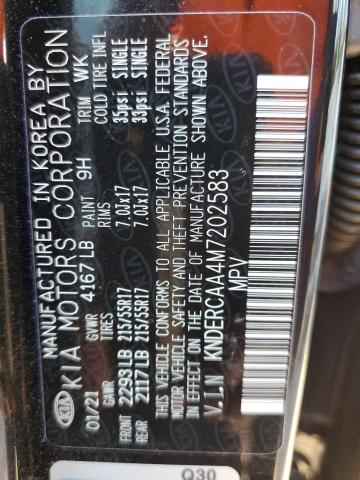 MANUFACTURED IN KOREA BY
KIA KIA MOTORS CORPORATION
01/21 GVWR 4167LB PAINT 9H TRIM WK
GAWR RIMS COLD TIRE INFL
FRONT 2293LB 215/55R17 7.0Jx17 35psi SINGLE
REAR 2117LB 215/55R17 7.0Jx17 33psi SINGLE
THIS VEHICLE CONFORMS TO ALL APPLICABLE U.S.A. FEDERAL
MOTOR VEHICLE SAFETY AND THEFT PREVENTION STANDARDS
IN EFFECT ON THE DATE OF MANUFACTURE SHOWN ABOVE.
V.I.N KNDERCAA4M7202583
MPV
Q30